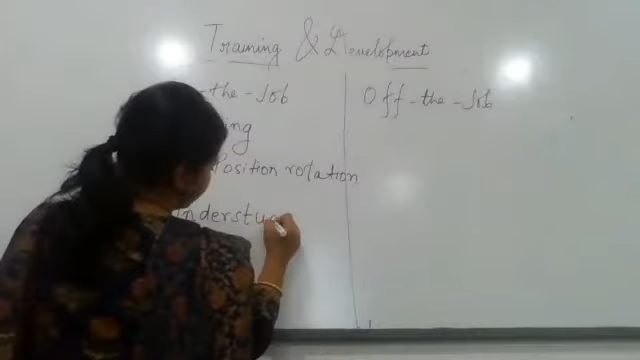 Training & Development
-the-Job
Off-the-Job
ing
Position rotation
nderstu